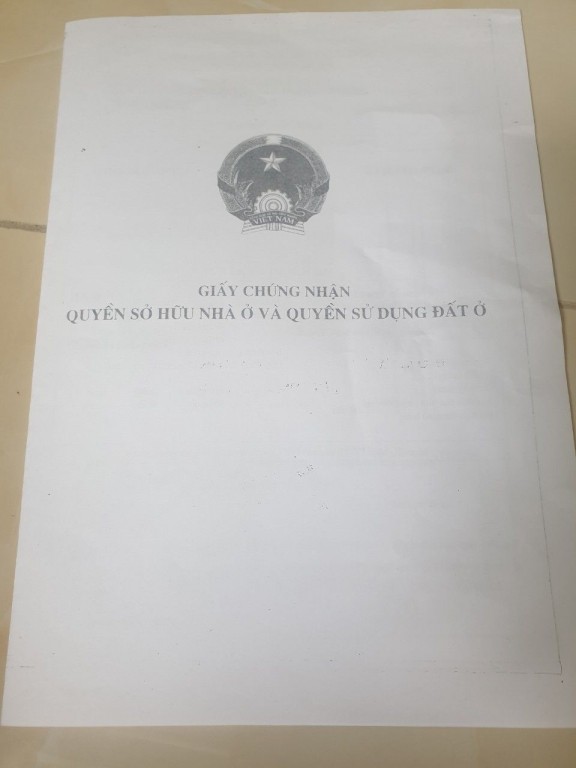 VIỆT NAM
GIẤY CHỨNG NHẬN
QUYỀN SỞ HỮU NHÀ Ở VÀ QUYỀN SỬ DỤNG ĐẤT Ở